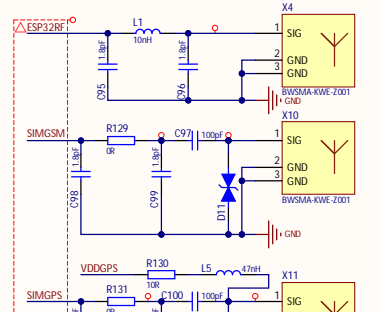 X4
ESP32RF
L1
10nH
1.8pF
1.8pF
C95
C96
1
SIG
2
GND
3
GND
BWSMA-KWE-Z001
GND
X10
SIMGSM
R129
0R
C97
100pF
1.8pF
1.8pF
C98
C99
D11
1
SIG
2
GND
3
GND
BWSMA-KWE-Z001
GND
VDDGPS
R130
10R
L5
47nH
X11
SIMGPS
R131
0R
C100
100pF
1
SIG